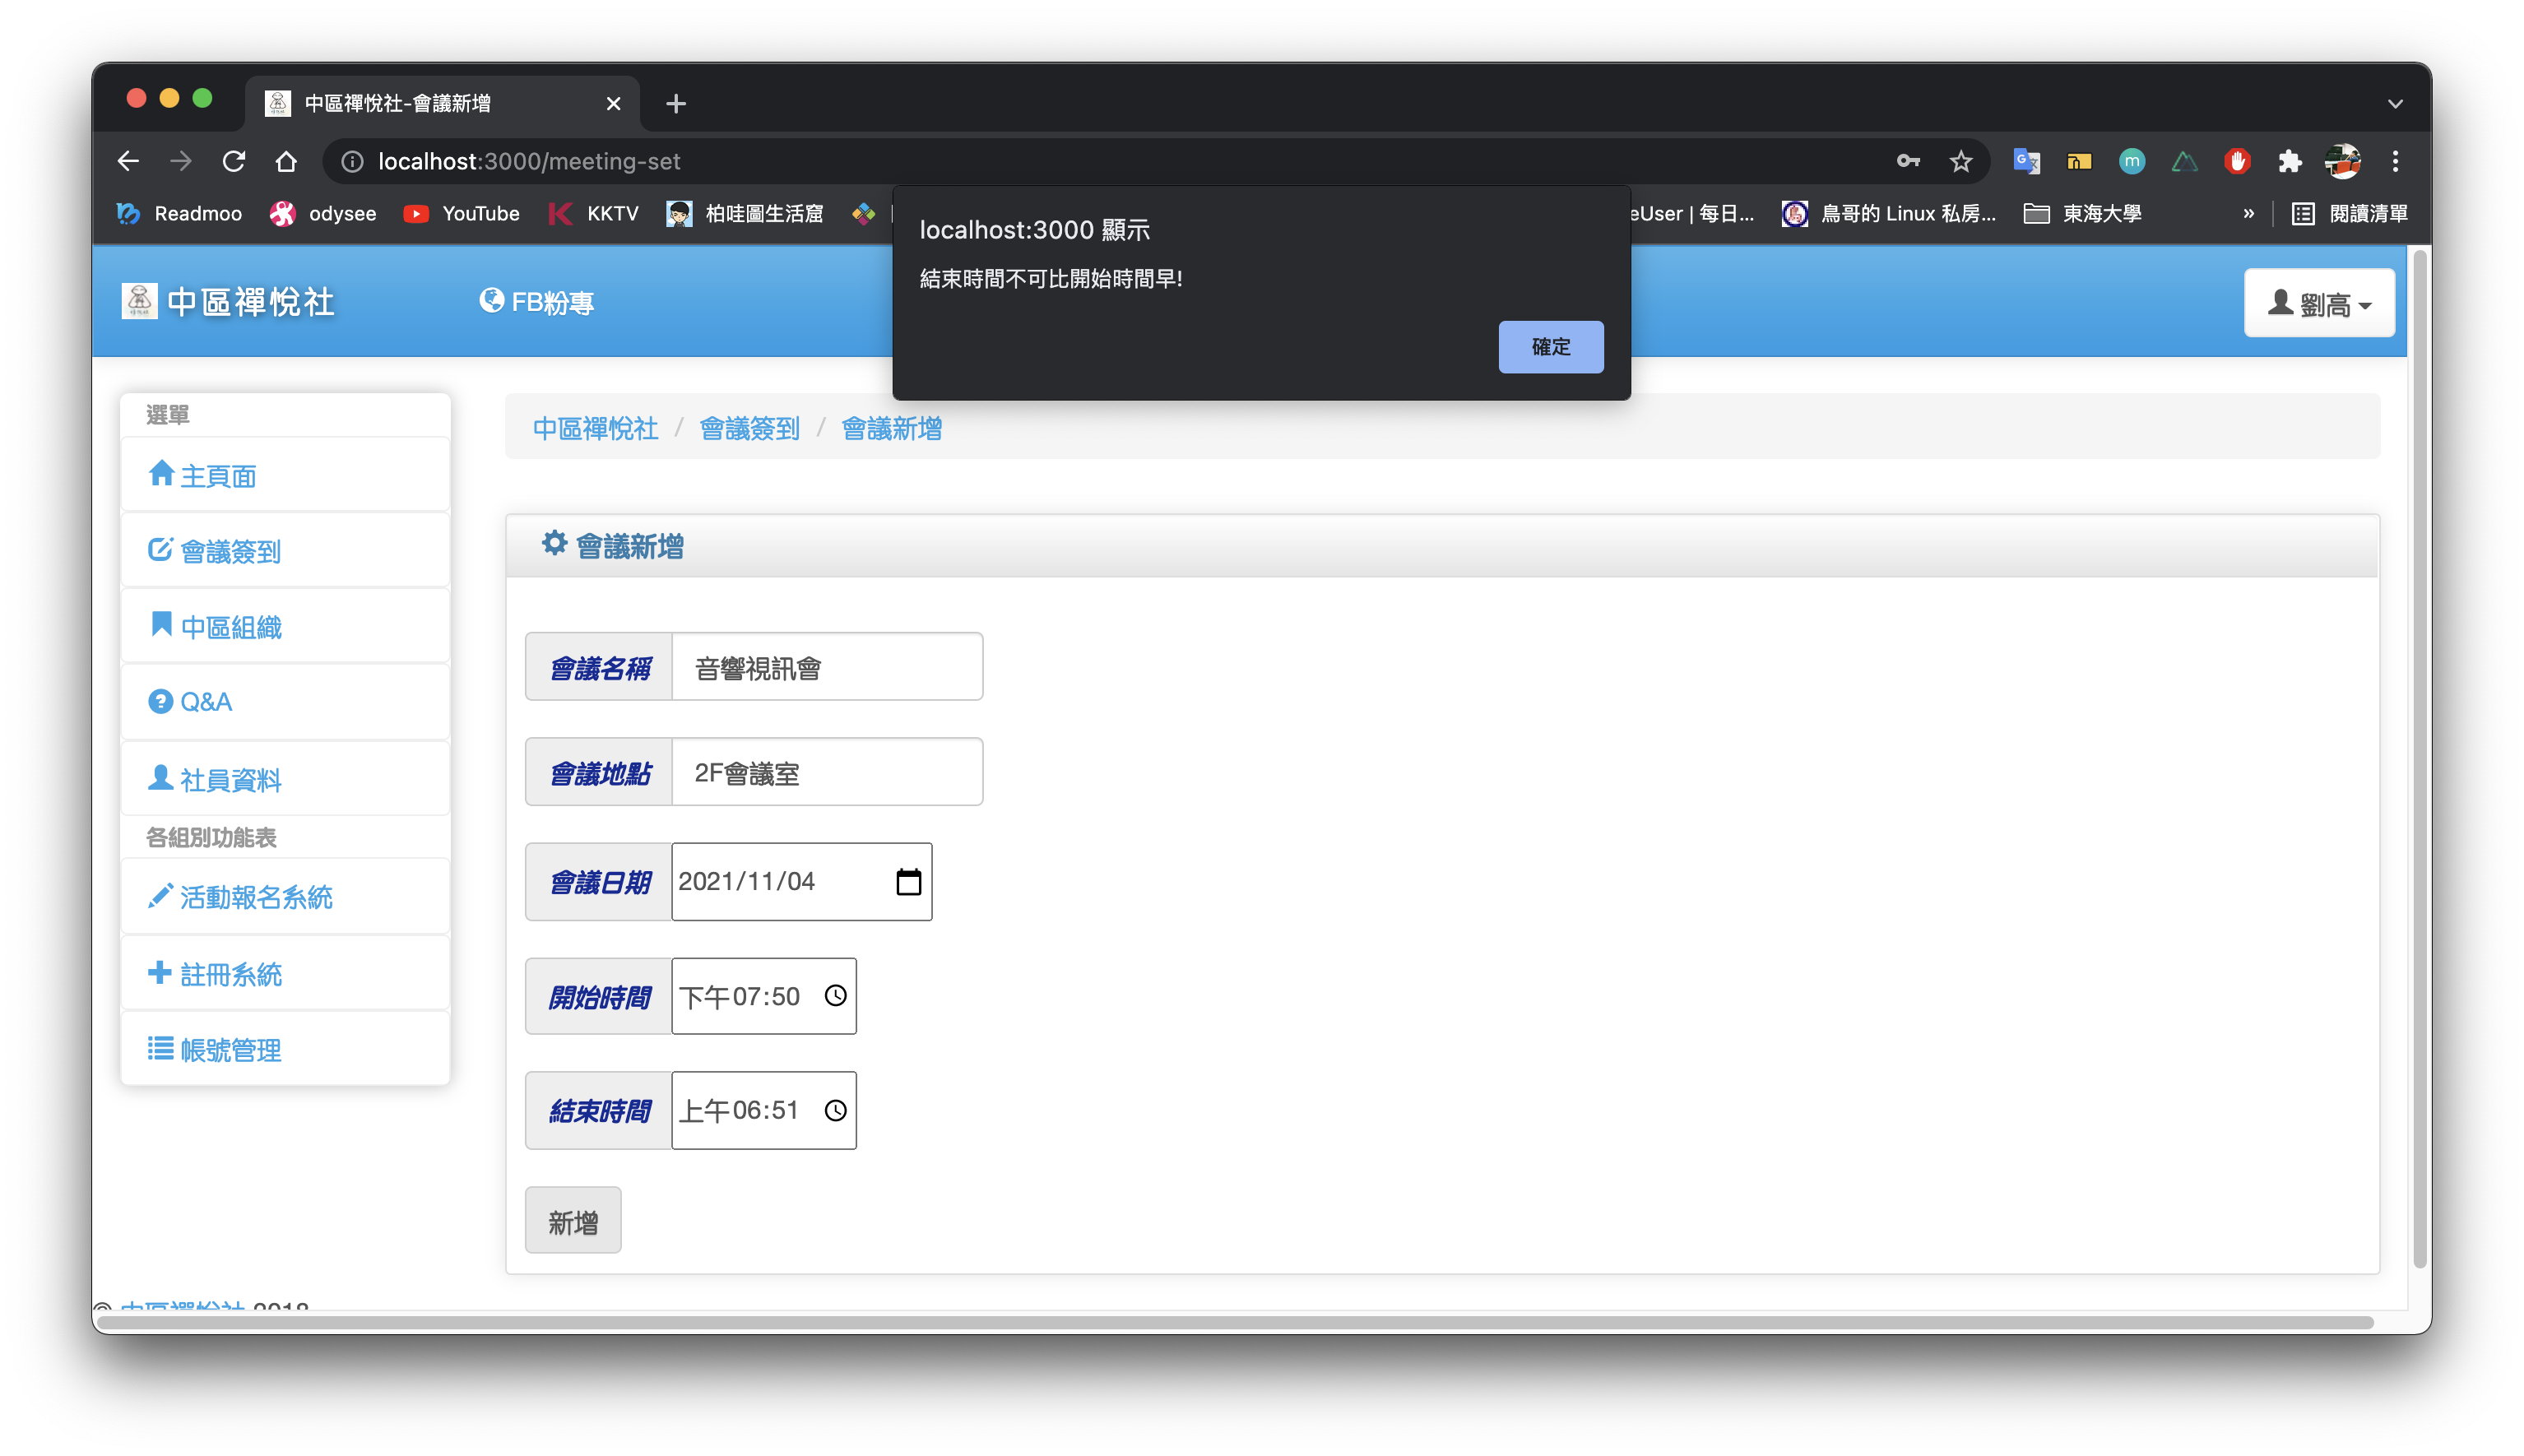 中區禪悅社-會議新增
localhost:3000/meeting-set
Readmoo odysee YouTube KKTV 柏哇圖生活窩 eUser | 每日... 鳥哥的 Linux 私房... 東海大學 » 閱讀清單
localhost:3000 顯示
結束時間不可比開始時間早!
確定
中區禪悅社 FB粉專 劉高
選單
主頁面
會議簽到
中區組織
Q&A
社員資料
各組別功能表
活動報名系統
註冊系統
帳號管理
中區禪悅社 / 會議簽到 / 會議新增
會議新增
會議名稱 音響視訊會
會議地點 2F會議室
會議日期 2021/11/04
開始時間 下午07:50
結束時間 上午06:51
新增
© 中區禪悅社 2018